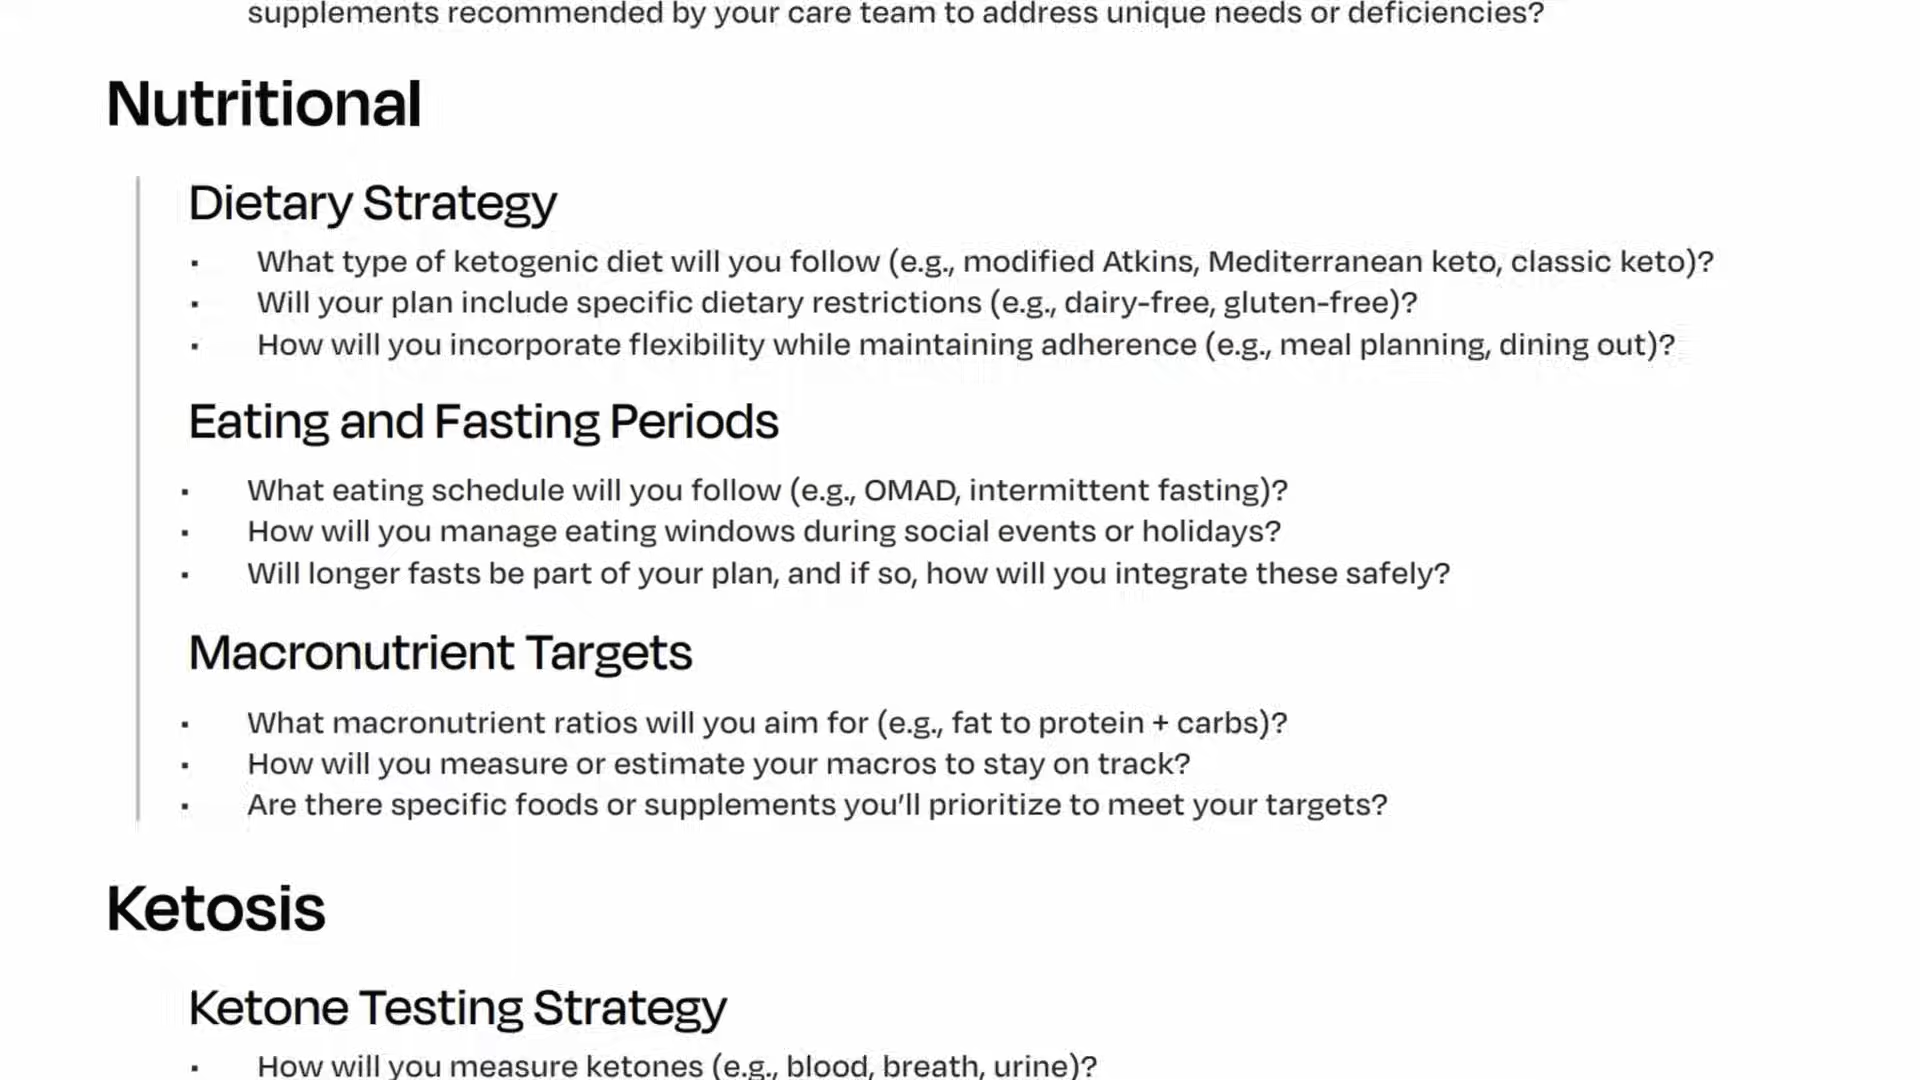 supplements recommended by your care team to address unique needs or deficiencies?
Nutritional
Dietary Strategy
▪ What type of ketogenic diet will you follow (e.g., modified Atkins, Mediterranean keto, classic keto)?
▪ Will your plan include specific dietary restrictions (e.g., dairy-free, gluten-free)?
▪ How will you incorporate flexibility while maintaining adherence (e.g., meal planning, dining out)?
Eating and Fasting Periods
▪ What eating schedule will you follow (e.g., OMAD, intermittent fasting)?
▪ How will you manage eating windows during social events or holidays?
▪ Will longer fasts be part of your plan, and if so, how will you integrate these safely?
Macronutrient Targets
▪ What macronutrient ratios will you aim for (e.g., fat to protein + carbs)?
▪ How will you measure or estimate your macros to stay on track?
▪ Are there specific foods or supplements you’ll prioritize to meet your targets?
Ketosis
Ketone Testing Strategy
▪ How will you measure ketones (e.g., blood, breath, urine)?